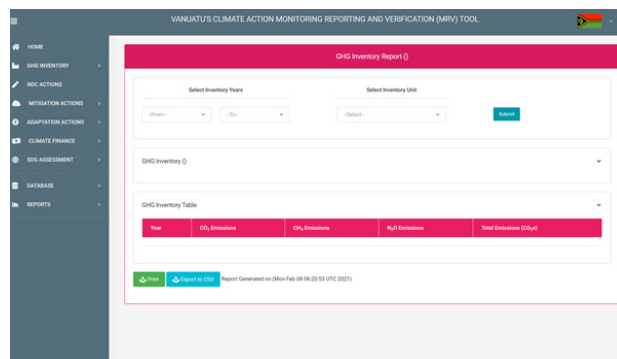 VANUATU'S CLIMATE ACTION MONITORING REPORTING AND VERIFICATION (MRV) TOOL
HOME
GHG INVENTORY
NDC ACTIONS
MITIGATION ACTIONS
ADAPTATION ACTIONS
CLIMATE FINANCE
SDG ASSESSMENT
DATABASE
REPORTS
GHG Inventory Report ()
Select Inventory Years Select Inventory Unit
--From-- --To-- --Select-- Submit
GHG Inventory ()
GHG Inventory Table
Year CO₂ Emissions CH₄ Emissions N₂O Emissions Total Emissions (CO₂e)
Print Export to CSV Report Generated on (Mon Feb 08 06:20:53 UTC 2021)